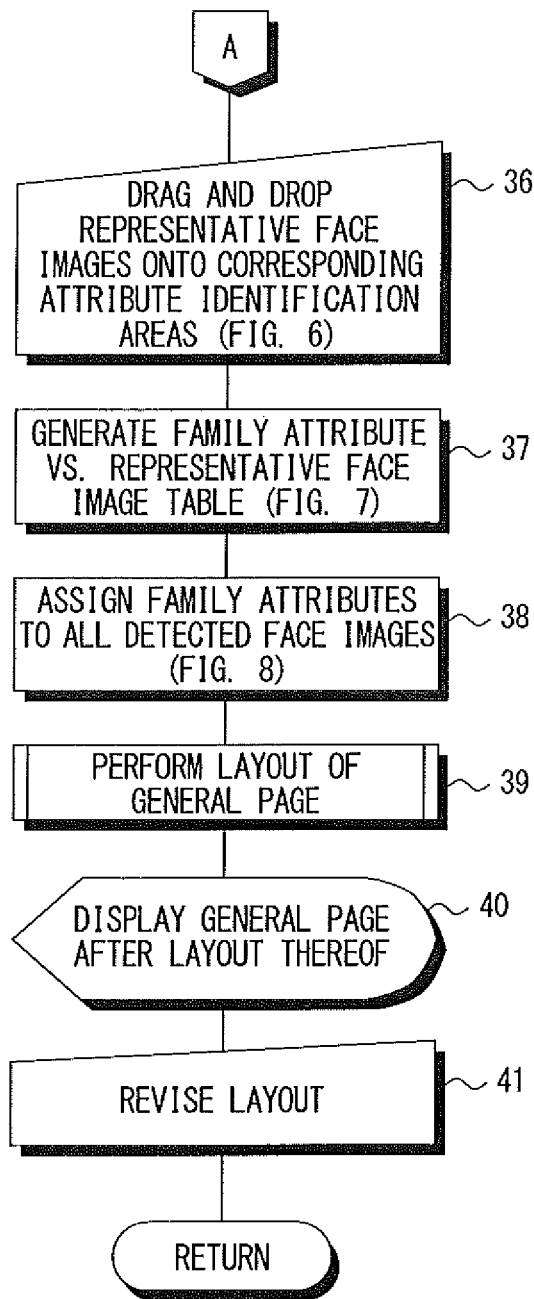 A
DRAG AND DROP
REPRESENTATIVE FACE
IMAGES ONTO CORRESPONDING
ATTRIBUTE IDENTIFICATION
AREAS (FIG. 6)
36
GENERATE FAMILY ATTRIBUTE
VS. REPRESENTATIVE FACE
IMAGE TABLE (FIG. 7)
37
ASSIGN FAMILY ATTRIBUTES
TO ALL DETECTED FACE IMAGES
(FIG. 8)
38
PERFORM LAYOUT OF
GENERAL PAGE
39
DISPLAY GENERAL PAGE
AFTER LAYOUT THEREOF
40
REVISE LAYOUT
41
RETURN